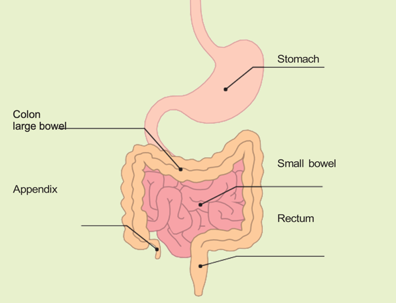 Stomach
Colon
large bowel
Small bowel
Appendix
Rectum